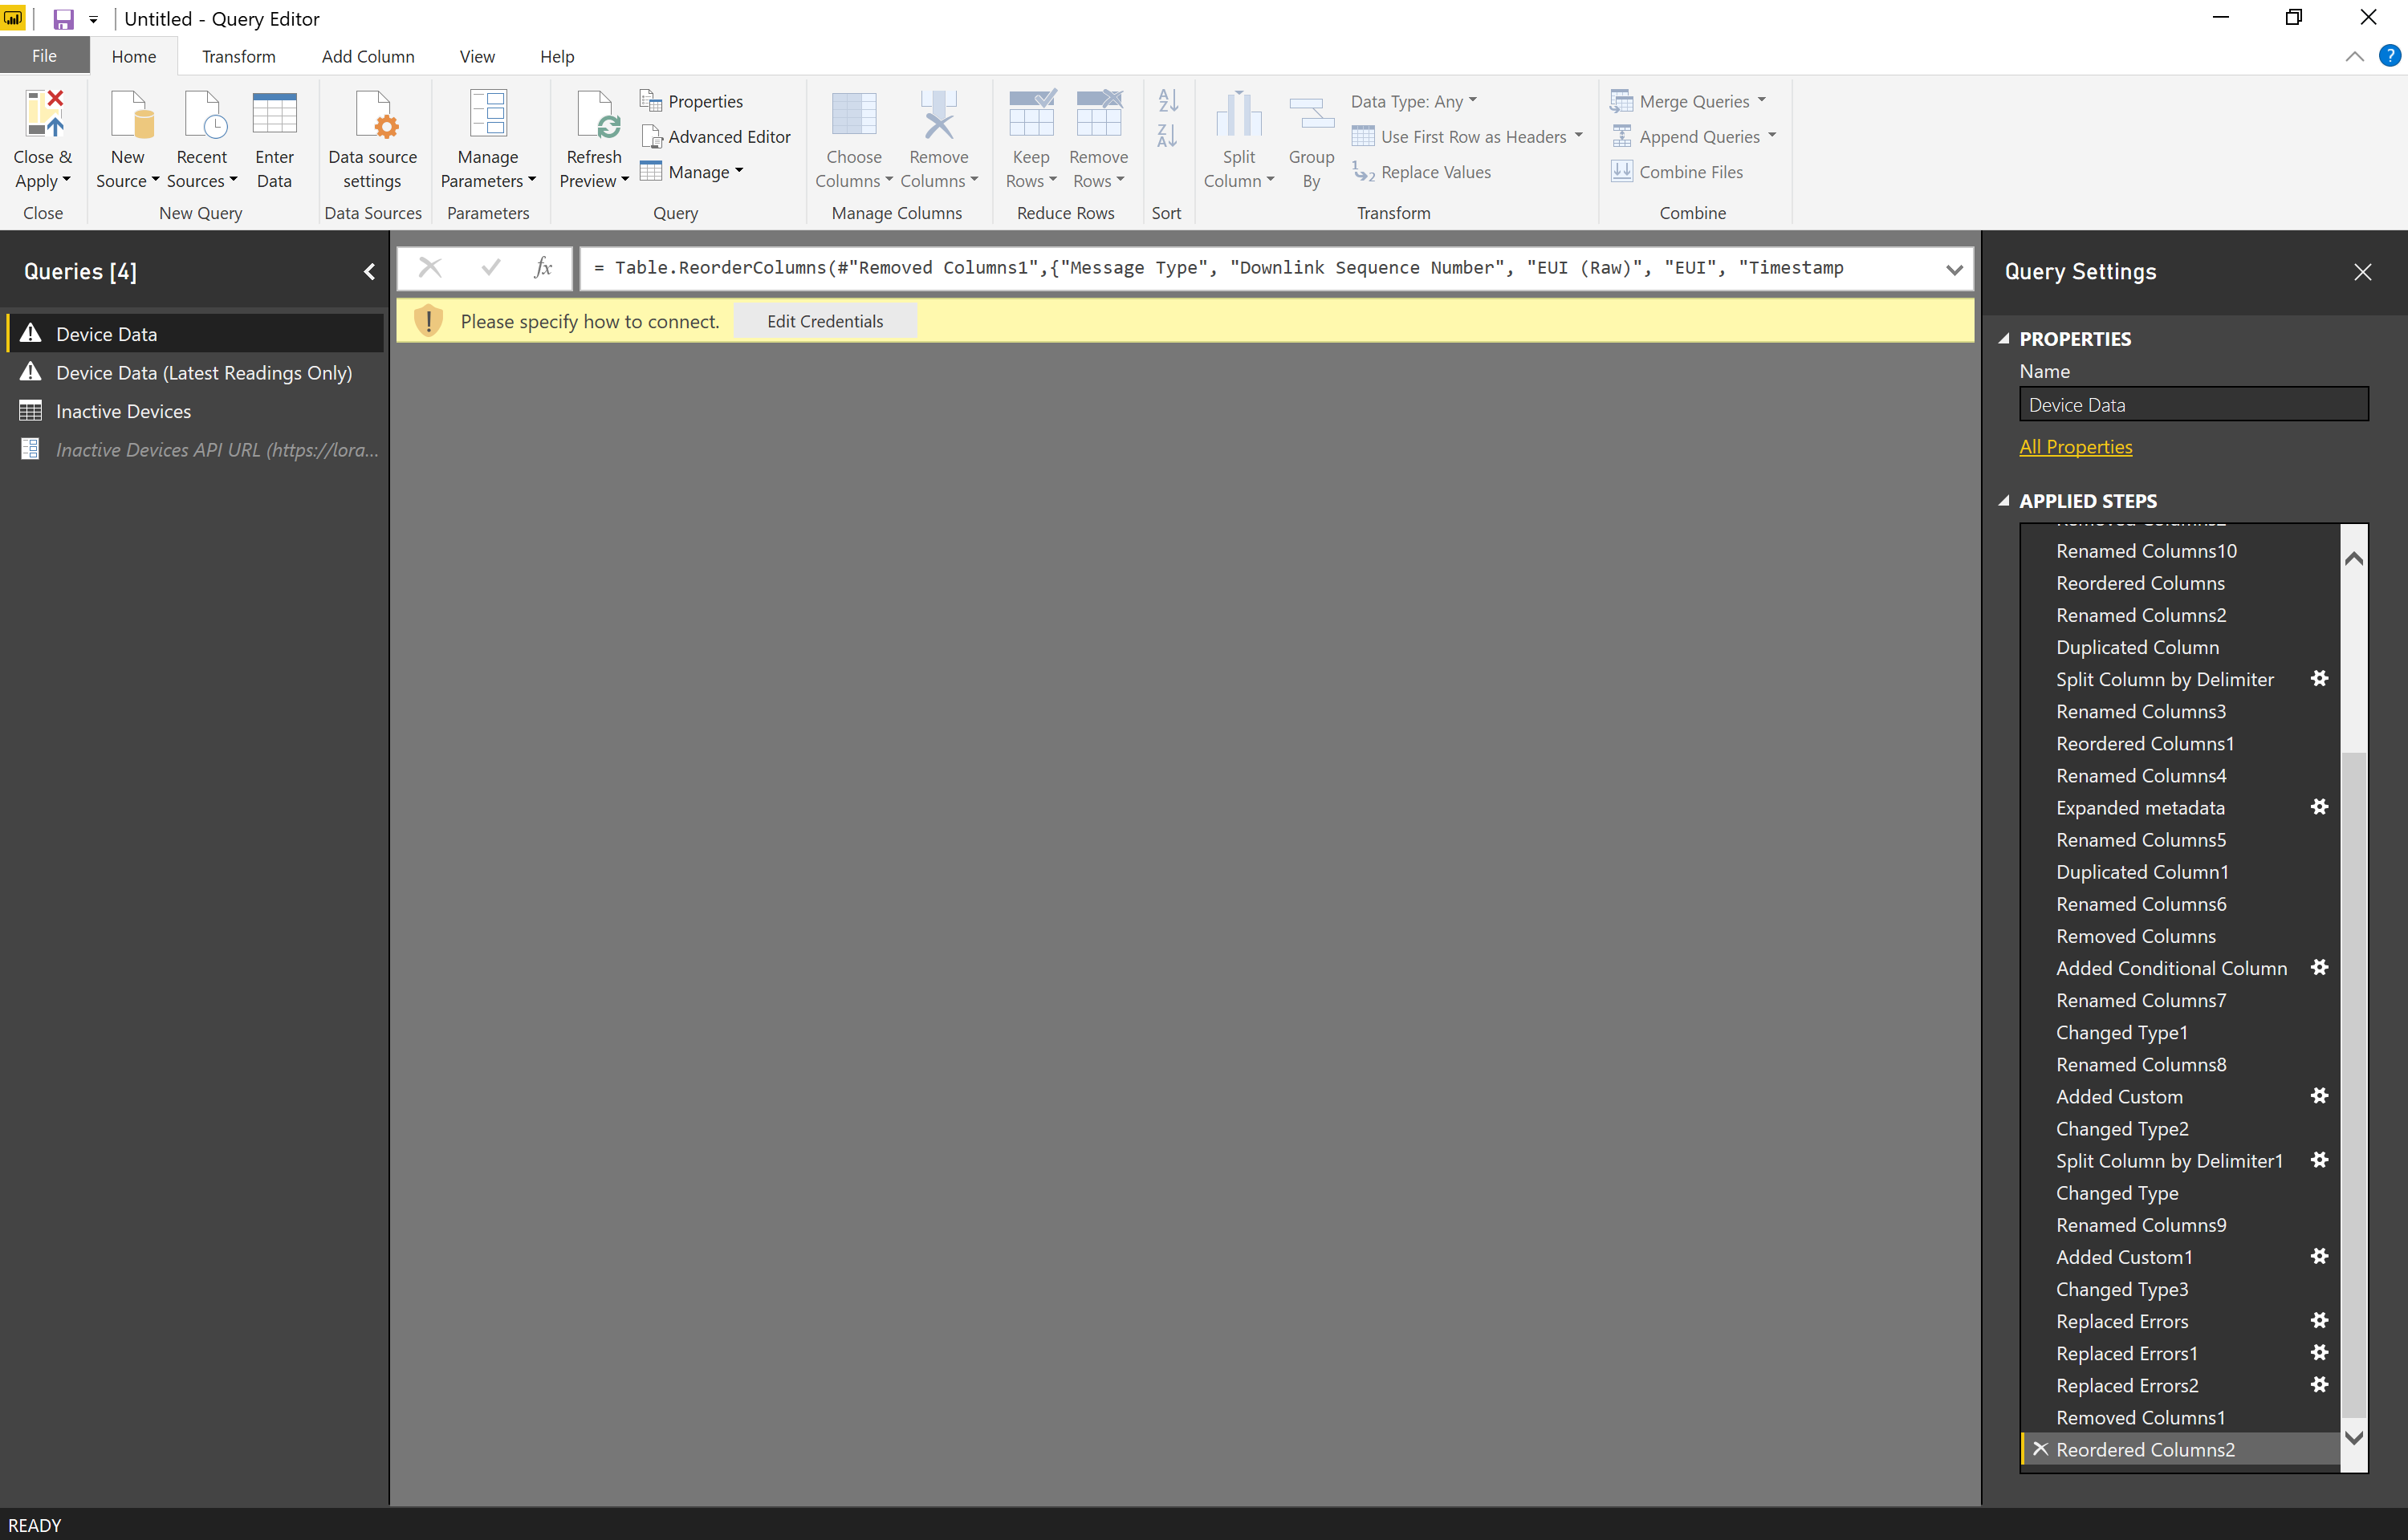 Untitled - Query Editor
File Home Transform Add Column View Help
Close & Apply
Close
New Source
Recent Sources
Enter Data
New Query
Data source settings
Data Sources
Manage Parameters
Parameters
Refresh Preview
Properties
Advanced Editor
Manage
Query
Choose Columns
Remove Columns
Manage Columns
Keep Rows
Remove Rows
Reduce Rows
Sort
Split Column
Group By
Data Type: Any
Use First Row as Headers
Replace Values
Transform
Merge Queries
Append Queries
Combine Files
Combine
Queries [4]
Device Data
Device Data (Latest Readings Only)
Inactive Devices
Inactive Devices API URL (https://lora...
fx
= Table.ReorderColumns(#"Removed Columns1",{"Message Type", "Downlink Sequence Number", "EUI (Raw)", "EUI", "Timestamp
Please specify how to connect. Edit Credentials
Query Settings
PROPERTIES
Name
Device Data
All Properties
APPLIED STEPS
Renamed Columns10
Reordered Columns
Renamed Columns2
Duplicated Column
Split Column by Delimiter
Renamed Columns3
Reordered Columns1
Renamed Columns4
Expanded metadata
Renamed Columns5
Duplicated Column1
Renamed Columns6
Removed Columns
Added Conditional Column
Renamed Columns7
Changed Type1
Renamed Columns8
Added Custom
Changed Type2
Split Column by Delimiter1
Changed Type
Renamed Columns9
Added Custom1
Changed Type3
Replaced Errors
Replaced Errors1
Replaced Errors2
Removed Columns1
Reordered Columns2
READY